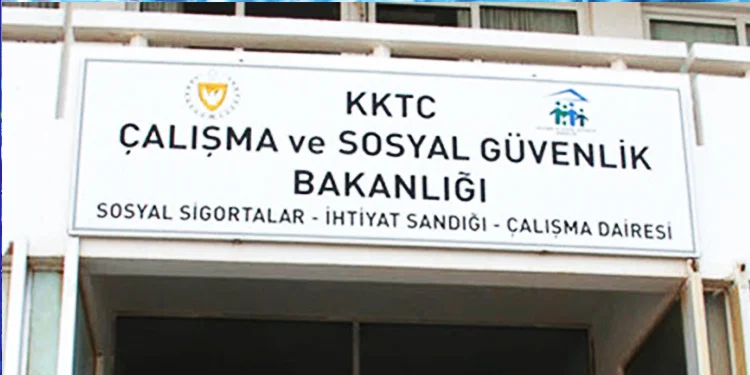 KKTC
ÇALIŞMA ve SOSYAL GÜVENLİK
BAKANLIĞI
SOSYAL SİGORTALAR - İHTİYAT SANDIĞI - ÇALIŞMA DAİRESİ